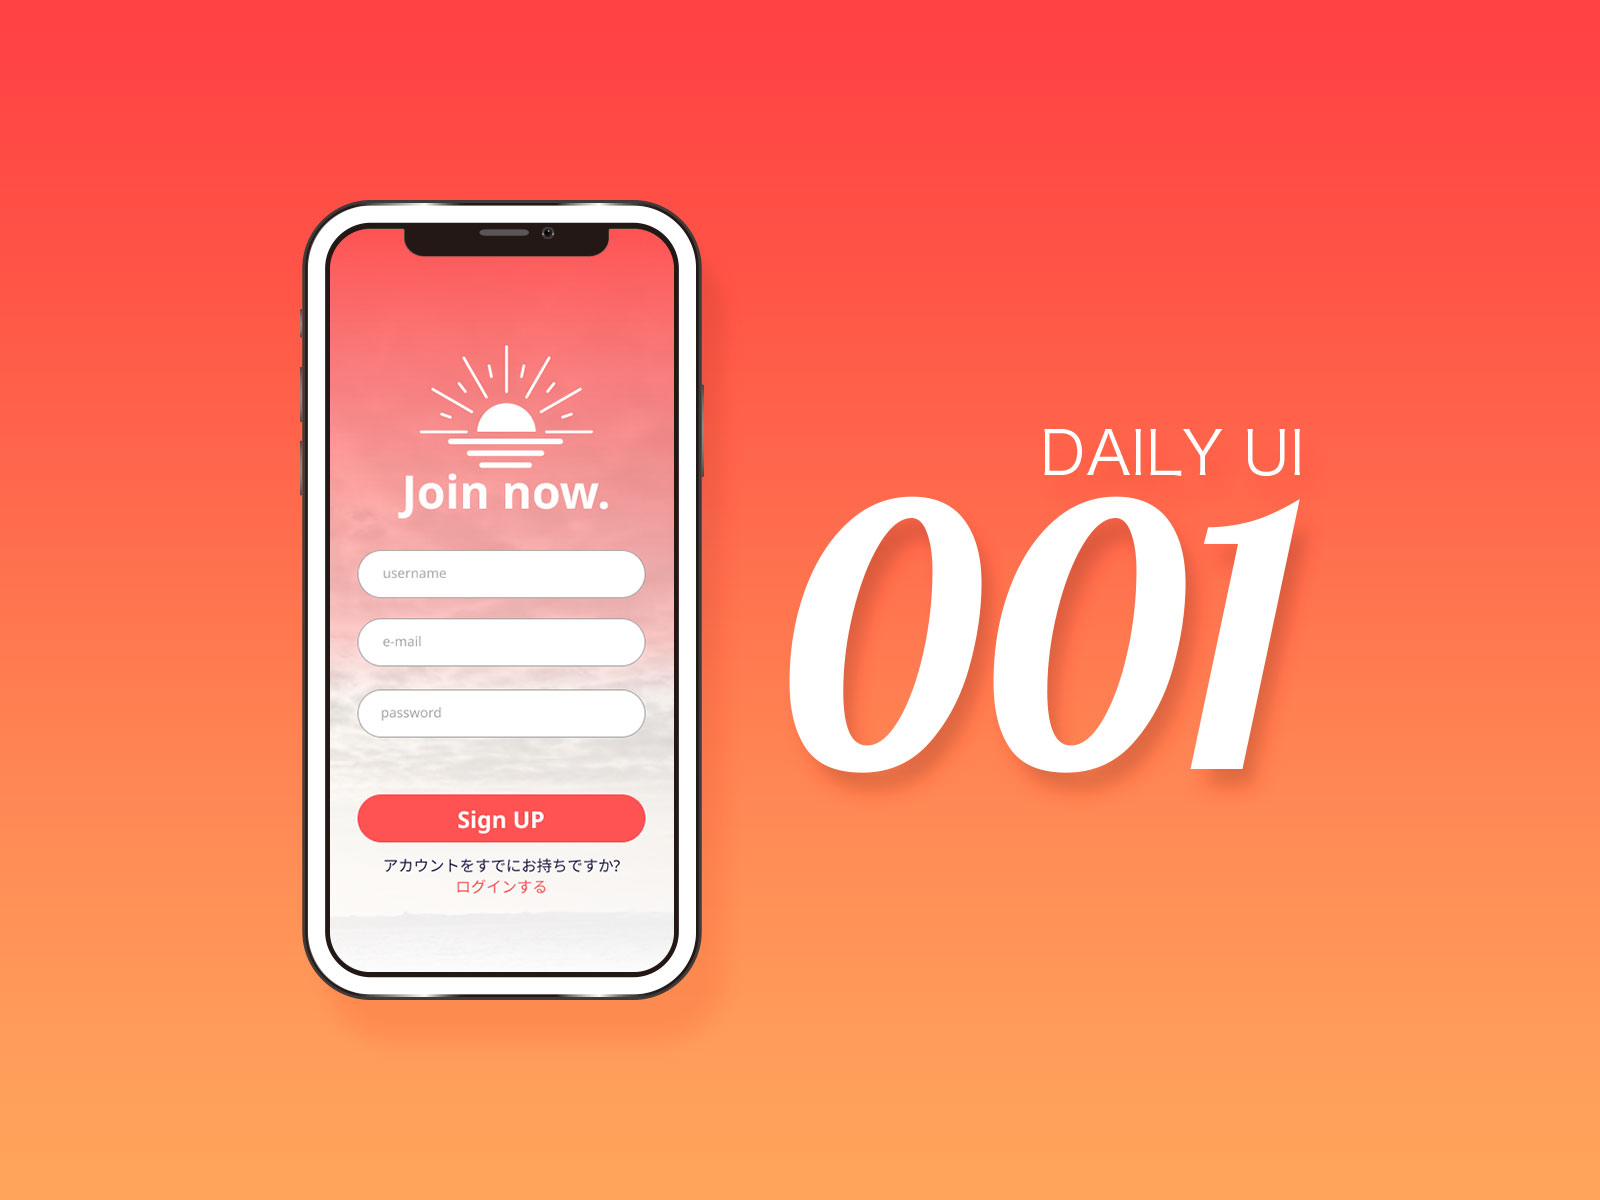 Join now.
username
e-mail
password
Sign UP
アカウントをすでにお持ちですか?
ログインする
DAILY UI
001